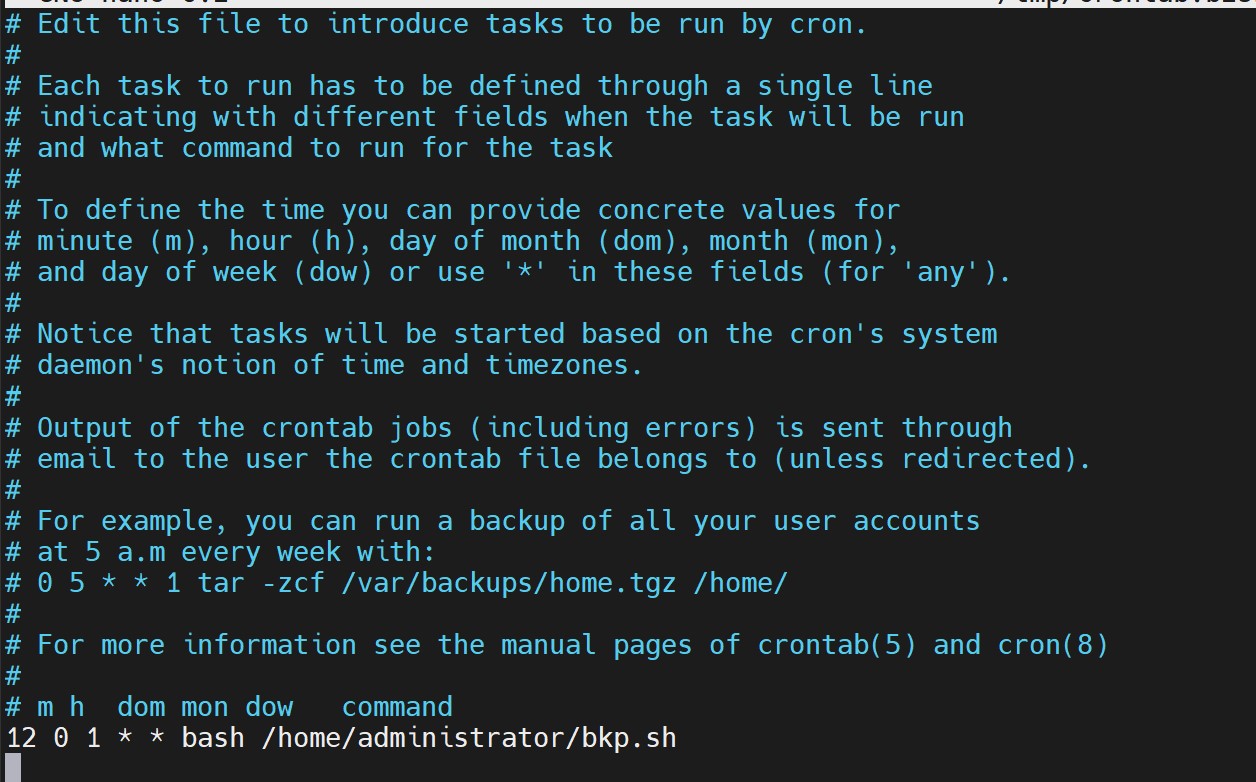 # Edit this file to introduce tasks to be run by cron.
#
# Each task to run has to be defined through a single line
# indicating with different fields when the task will be run
# and what command to run for the task
#
# To define the time you can provide concrete values for
# minute (m), hour (h), day of month (dom), month (mon),
# and day of week (dow) or use '*' in these fields (for 'any').
#
# Notice that tasks will be started based on the cron's system
# daemon's notion of time and timezones.
#
# Output of the crontab jobs (including errors) is sent through
# email to the user the crontab file belongs to (unless redirected).
#
# For example, you can run a backup of all your user accounts
# at 5 a.m every week with:
# 0 5 * * 1 tar -zcf /var/backups/home.tgz /home/
#
# For more information see the manual pages of crontab(5) and cron(8)
#
# m h  dom mon dow   command
12 0 1 * * bash /home/administrator/bkp.sh